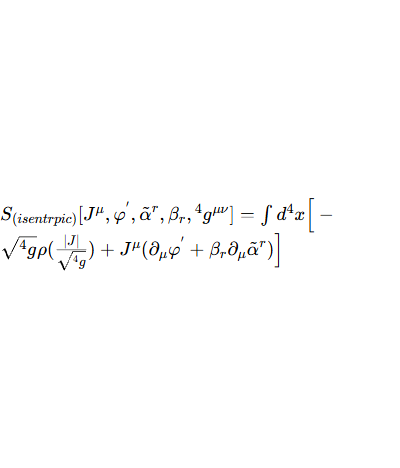 S_{(isentrpic)}[J^μ, φ^', α̃^r, β_r, ^4g^{μν}] = ∫ d^4x[ −
√(^4g)ρ(|J|/√(^4g)) + J^μ(∂_μφ^' + β_r∂_μα̃^r)]